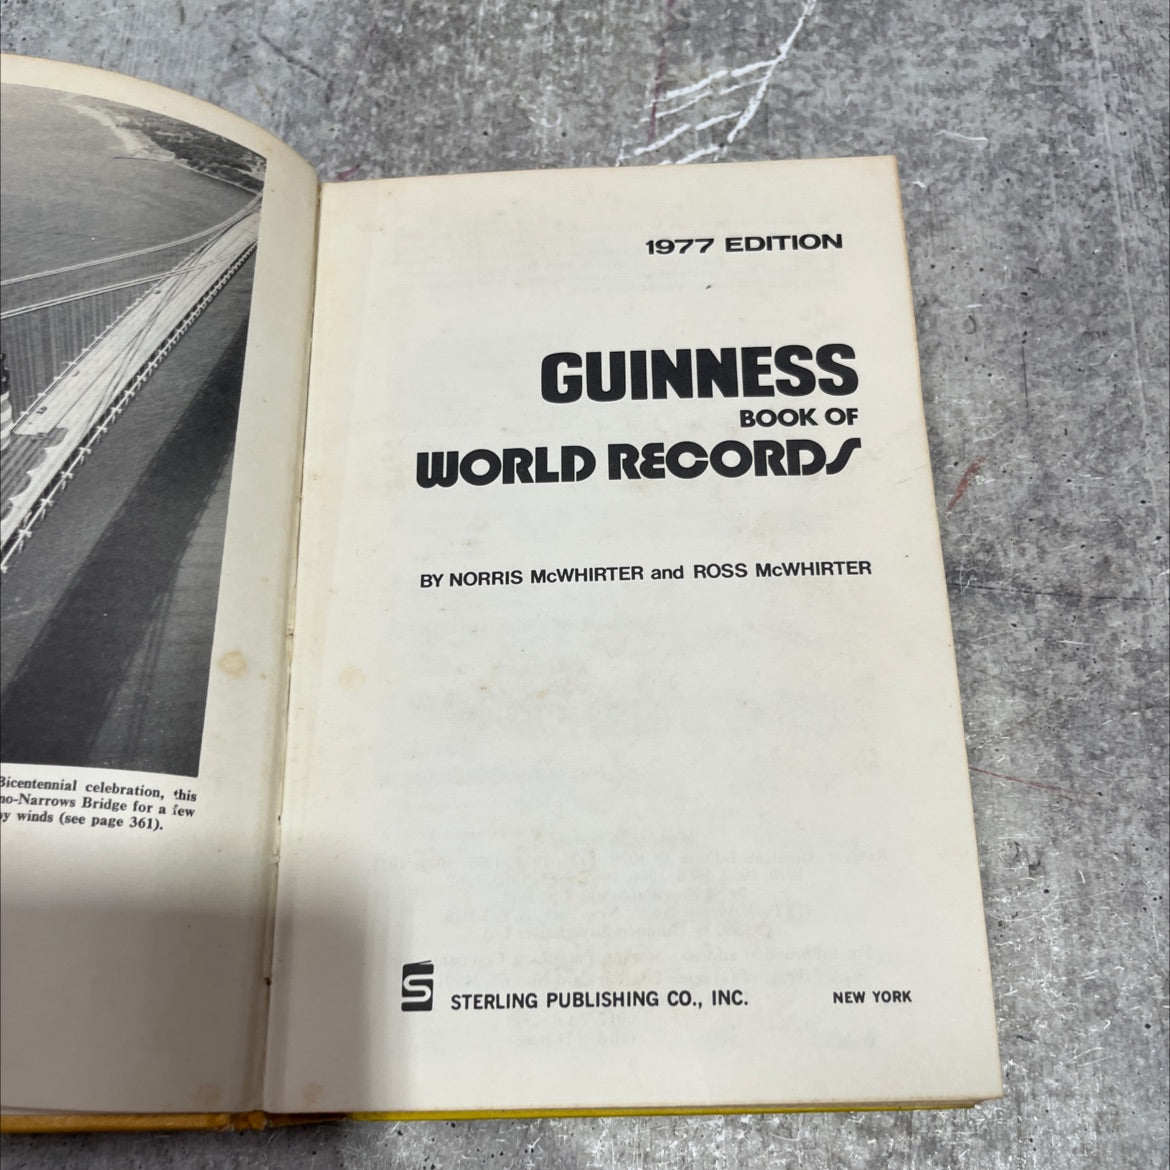 Bicentennial celebration, this
no-Narrows Bridge for a few
by winds (see page 361).
1977 EDITION
GUINNESS
BOOK OF
WORLD RECORDS
BY NORRIS McWHIRTER and ROSS McWHIRTER
S STERLING PUBLISHING CO., INC. NEW YORK